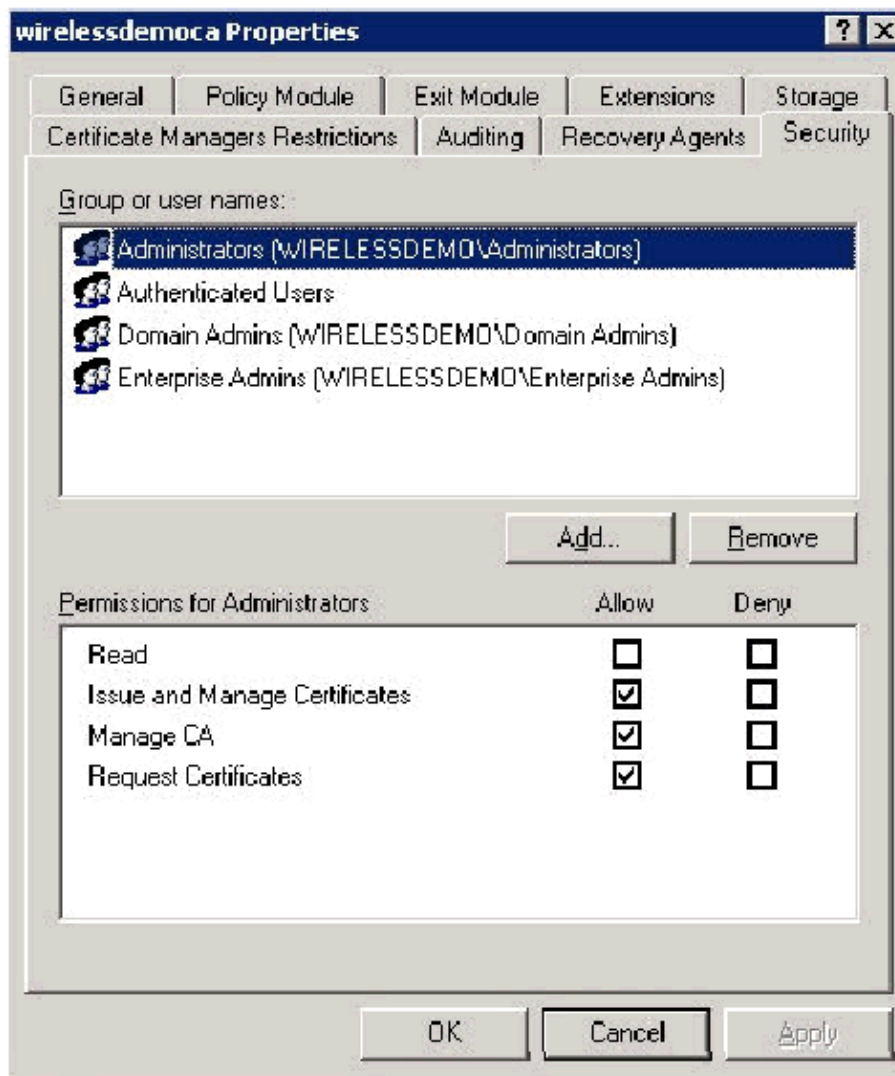 wirelessdemoca Properties
General Policy Module Exit Module Extensions Storage
Certificate Managers Restrictions Auditing Recovery Agents Security
Group or user names:
Administrators (WIRELESSDEMO\Administrators)
Authenticated Users
Domain Admins (WIRELESSDEMO\Domain Admins)
Enterprise Admins (WIRELESSDEMO\Enterprise Admins)
Add... Remove
Permissions for Administrators Allow Deny
Read
Issue and Manage Certificates
Manage CA
Request Certificates
OK Cancel Apply